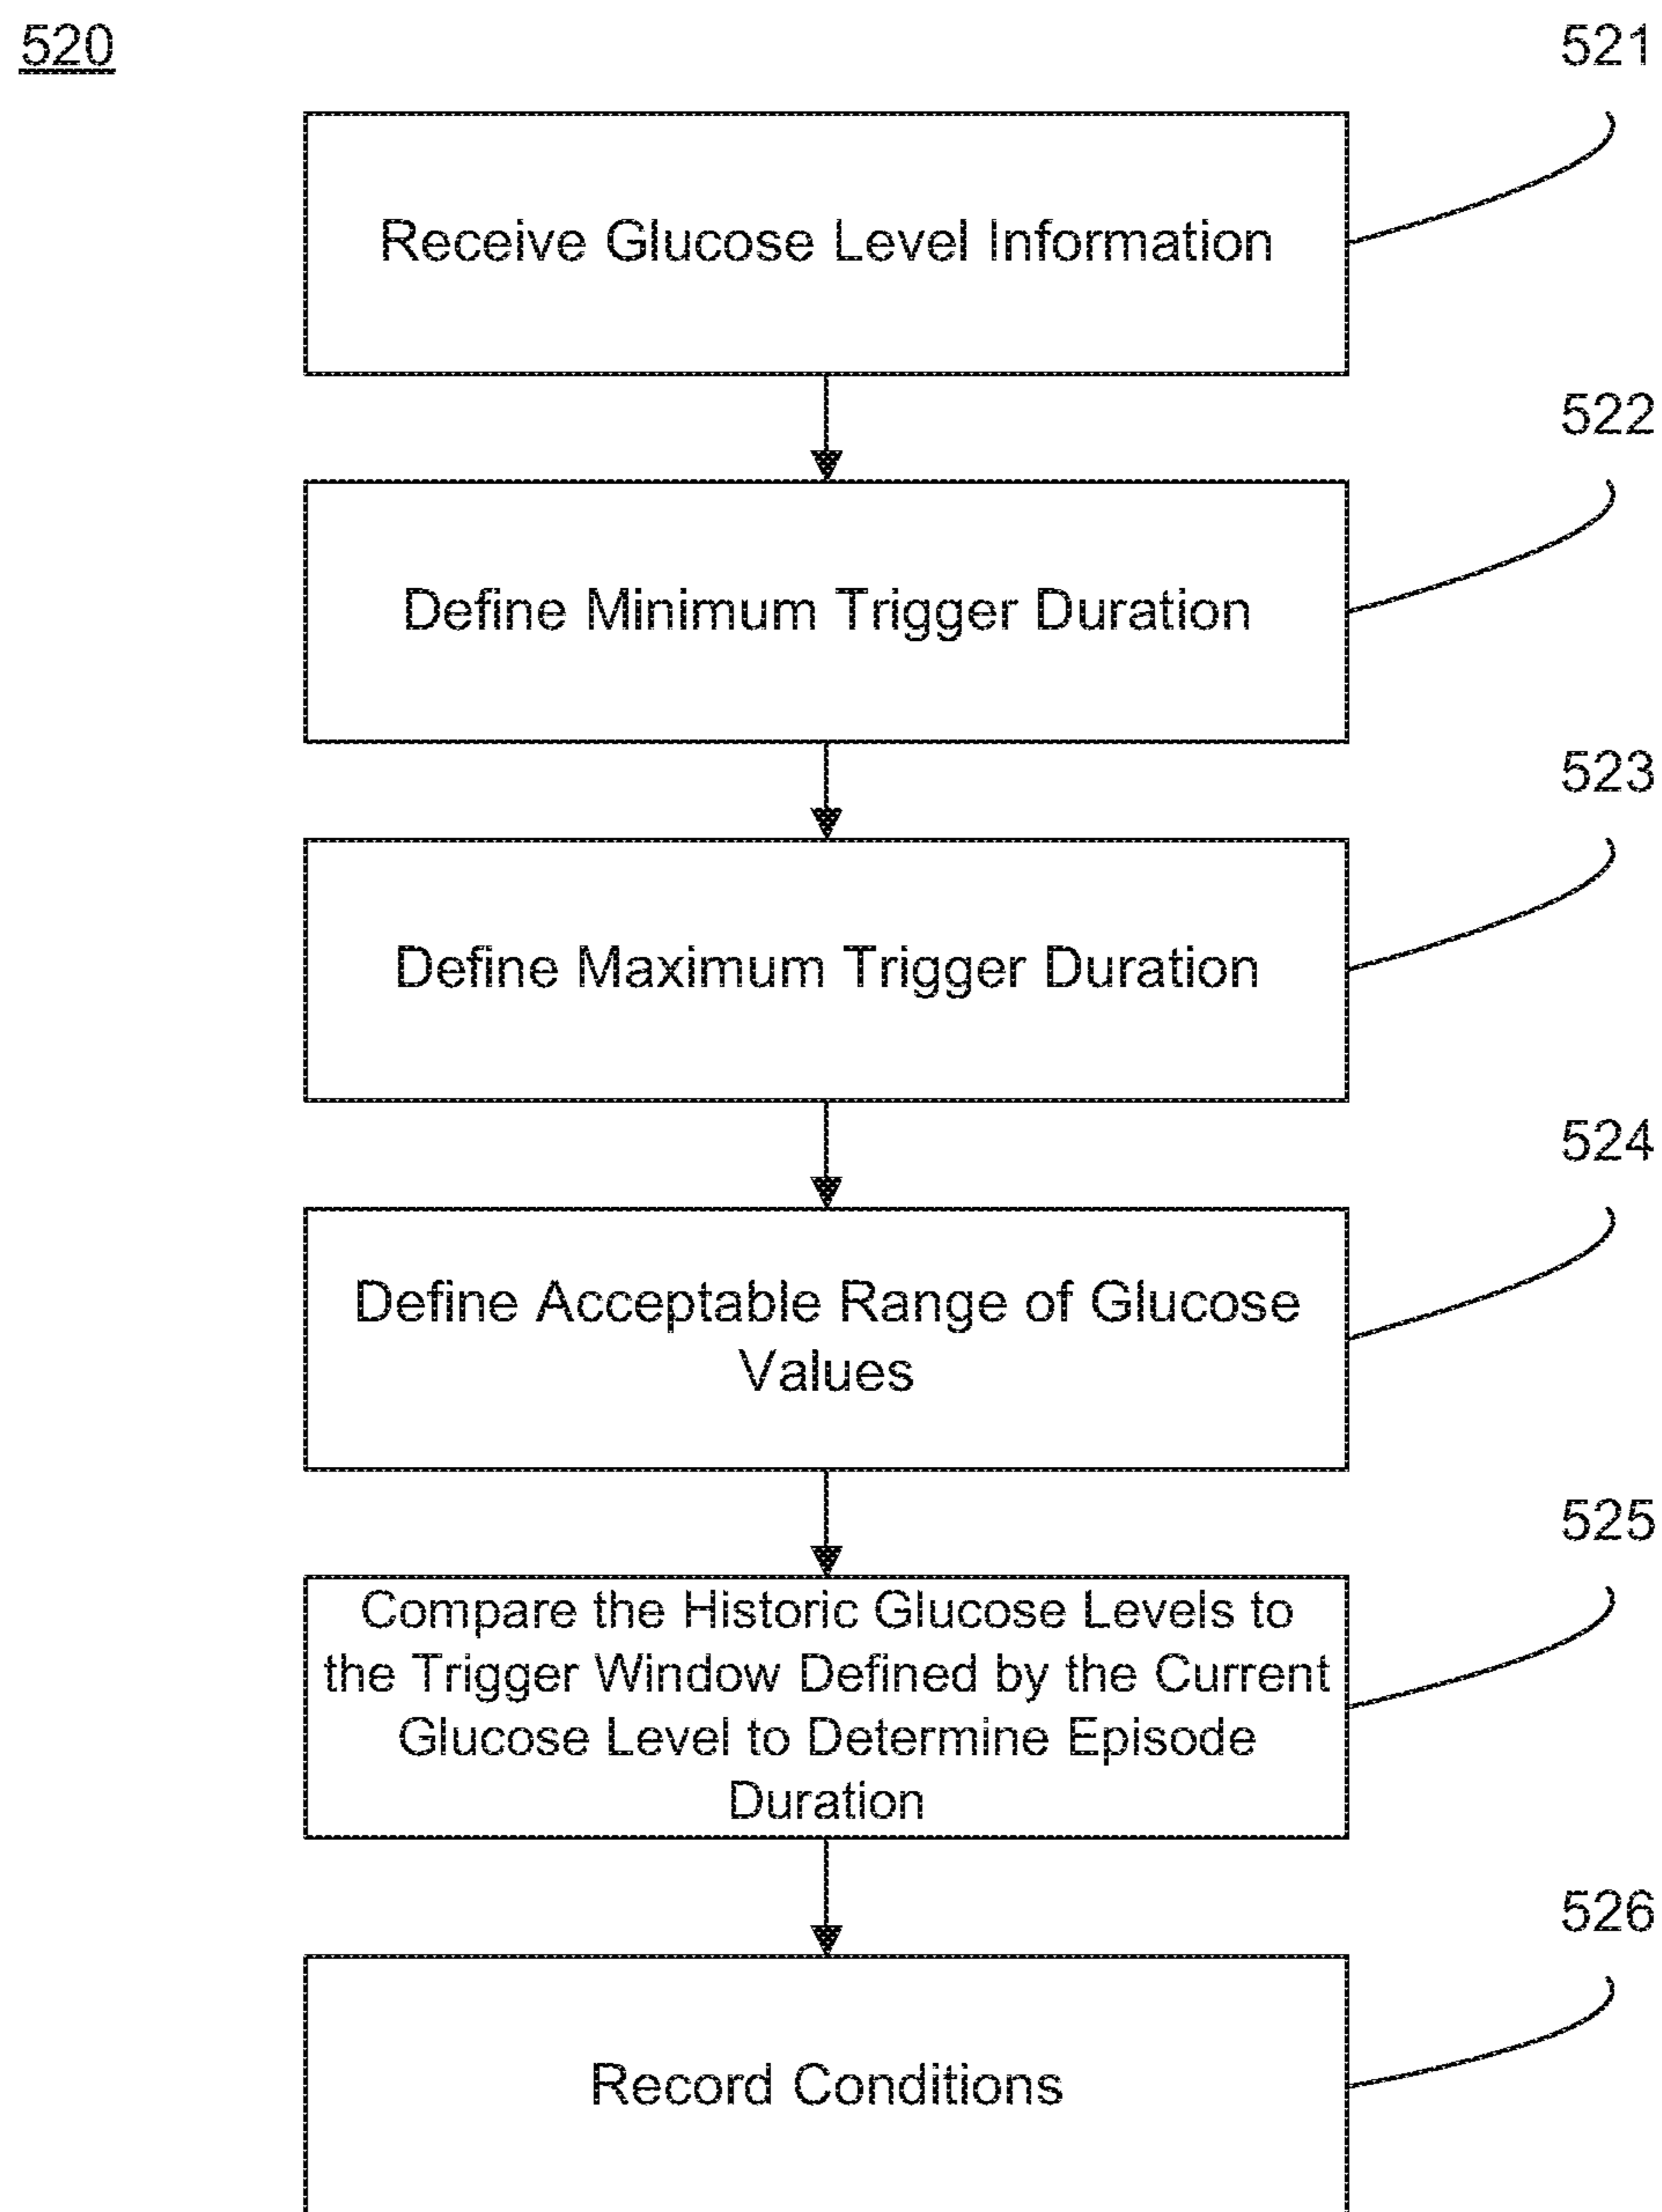 520
521
Receive Glucose Level Information
522
Define Minimum Trigger Duration
523
Define Maximum Trigger Duration
524
Define Acceptable Range of Glucose
Values
525
Compare the Historic Glucose Levels to
the Trigger Window Defined by the Current
Glucose Level to Determine Episode
Duration
526
Record Conditions